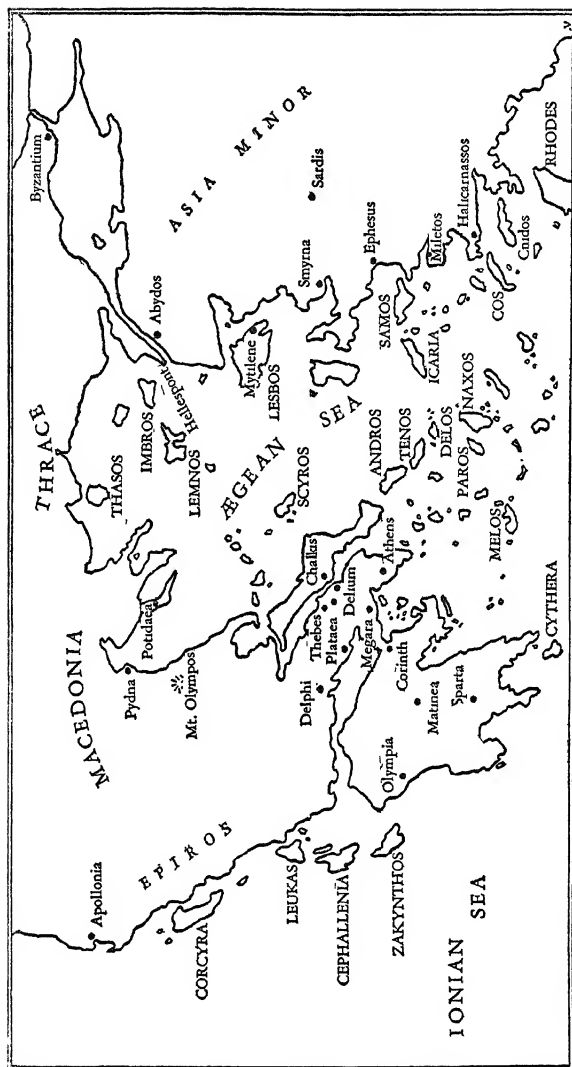 Byzantium
THRACE
MACEDONIA
Apollonia
THASOS
Pydna
Potidaea
IMBROS
Hellespont
Abydos
ASIA MINOR
Mt. Olympos
LEMNOS
EPIROS
CORCYRA
ÆGEAN SEA
Mytilene
LESBOS
Sardis
Smyrna
SCYROS
LEUKAS
Delphi
Thebes
Chalkis
Plataea
Delium
CEPHALLENIA
Megara
Athens
ANDROS
Ephesus
SAMOS
ZAKYNTHOS
Olympia
Corinth
TENOS
ICARIA
Miletos
Matinea
DELOS
PAROS
NAXOS
Halicarnassos
IONIAN SEA
Sparta
MELOS
COS
Cnidos
CYTHERA
RHODES